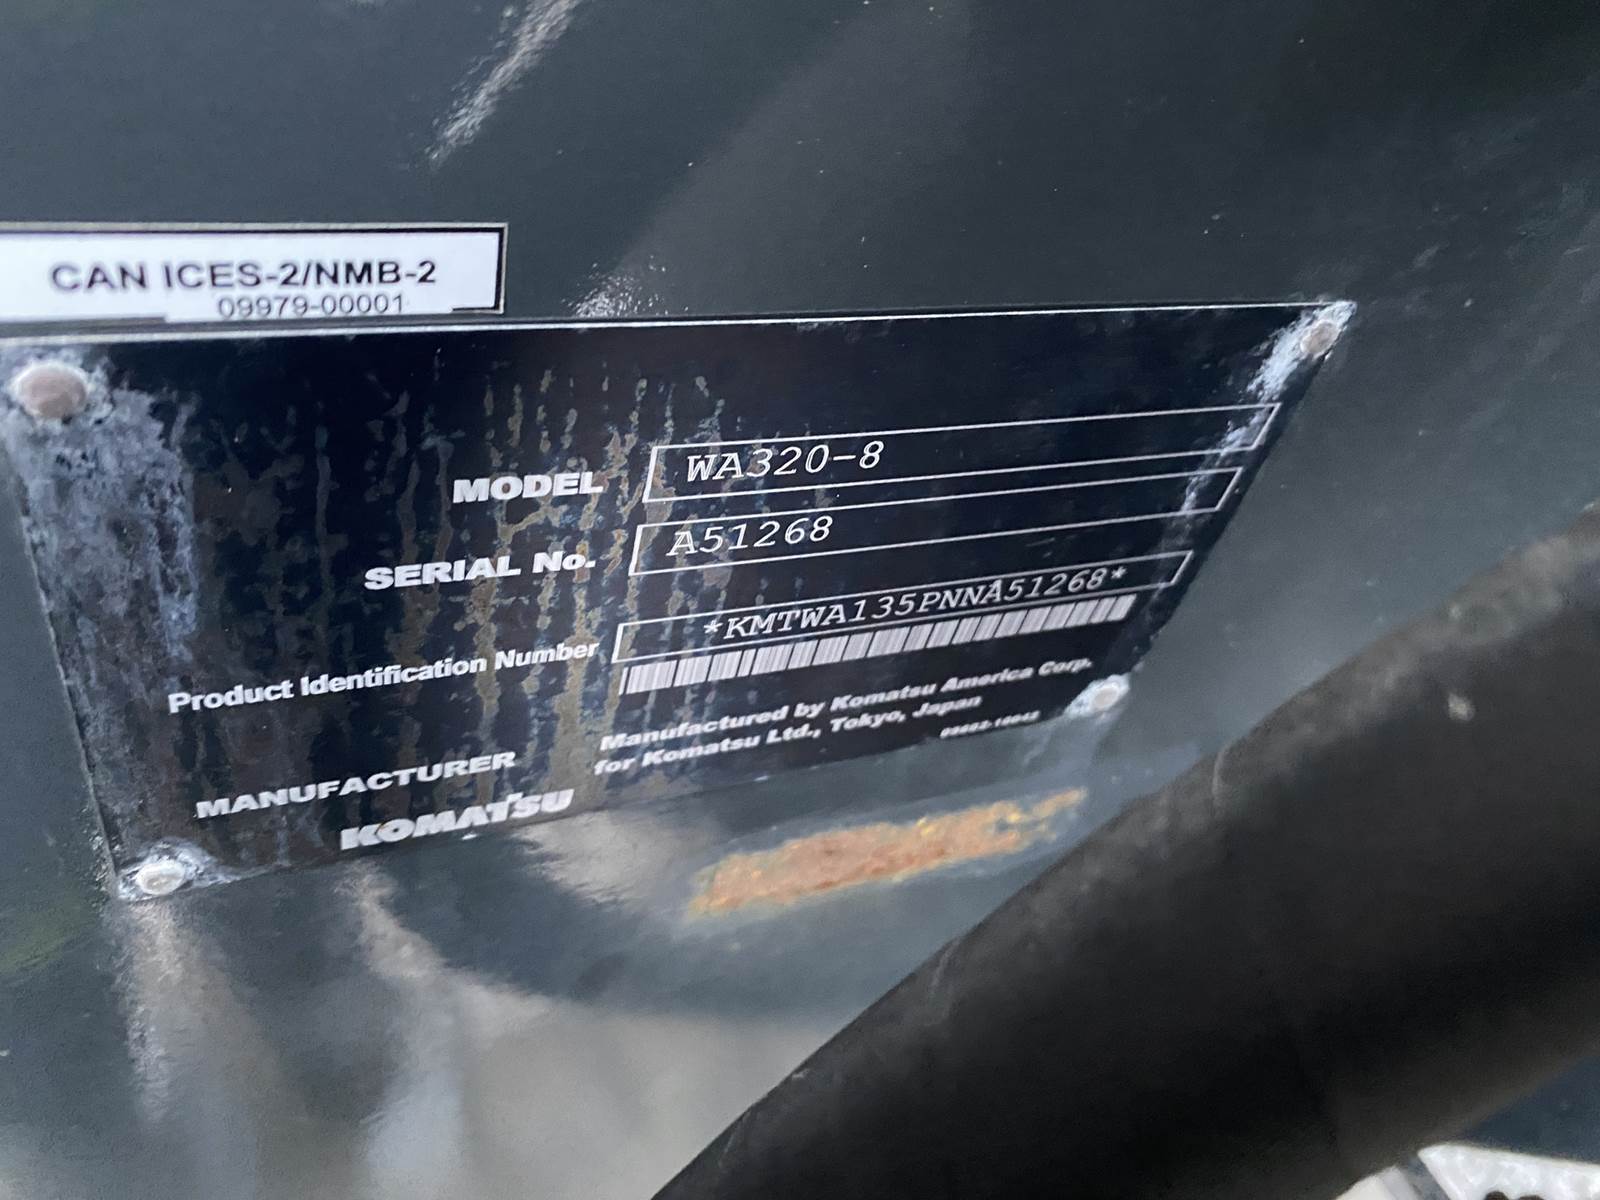 CAN ICES-2/NMB-2
09979-00001
MODEL WA320-8
SERIAL No. A51268
Product Identification Number *KMTWA135PNNA51268*
MANUFACTURER Manufactured by Komatsu America Corp.
for Komatsu Ltd., Tokyo, Japan
KOMATSU